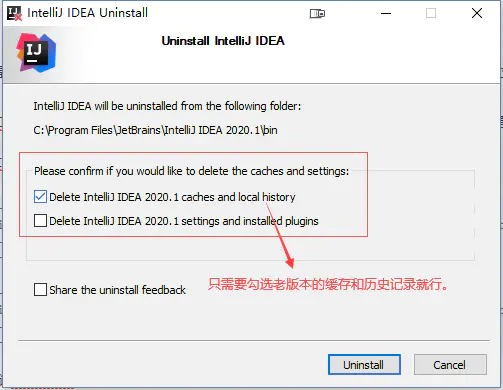 IntelliJ IDEA Uninstall
IJ
Uninstall IntelliJ IDEA
IntelliJ IDEA will be uninstalled from the following folder:
C:\Program Files\JetBrains\IntelliJ IDEA 2020.1\bin
Please confirm if you would like to delete the caches and settings:
Delete IntelliJ IDEA 2020.1 caches and local history
Delete IntelliJ IDEA 2020.1 settings and installed plugins
只需要勾选老版本的缓存和历史记录就行。
Share the uninstall feedback
Uninstall
Cancel